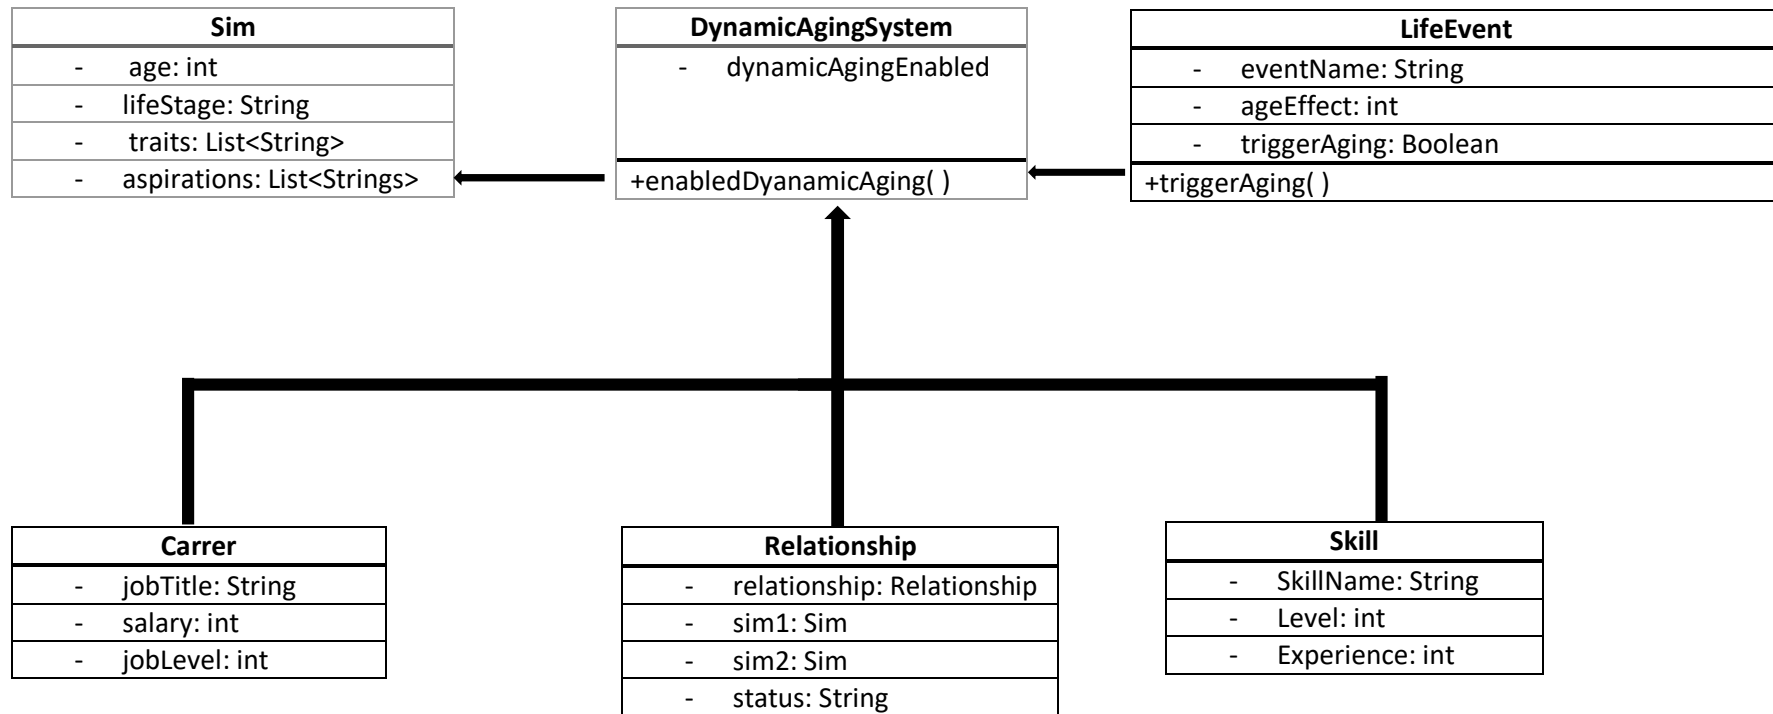 Sim
- age: int
- lifeStage: String
- traits: List<String>
- aspirations: List<Strings>
DynamicAgingSystem
- dynamicAgingEnabled
+enabledDyanamicAging( )
LifeEvent
- eventName: String
- ageEffect: int
- triggerAging: Boolean
+triggerAging( )
Carrer
- jobTitle: String
- salary: int
- jobLevel: int
Relationship
- relationship: Relationship
- sim1: Sim
- sim2: Sim
- status: String
Skill
- SkillName: String
- Level: int
- Experience: int